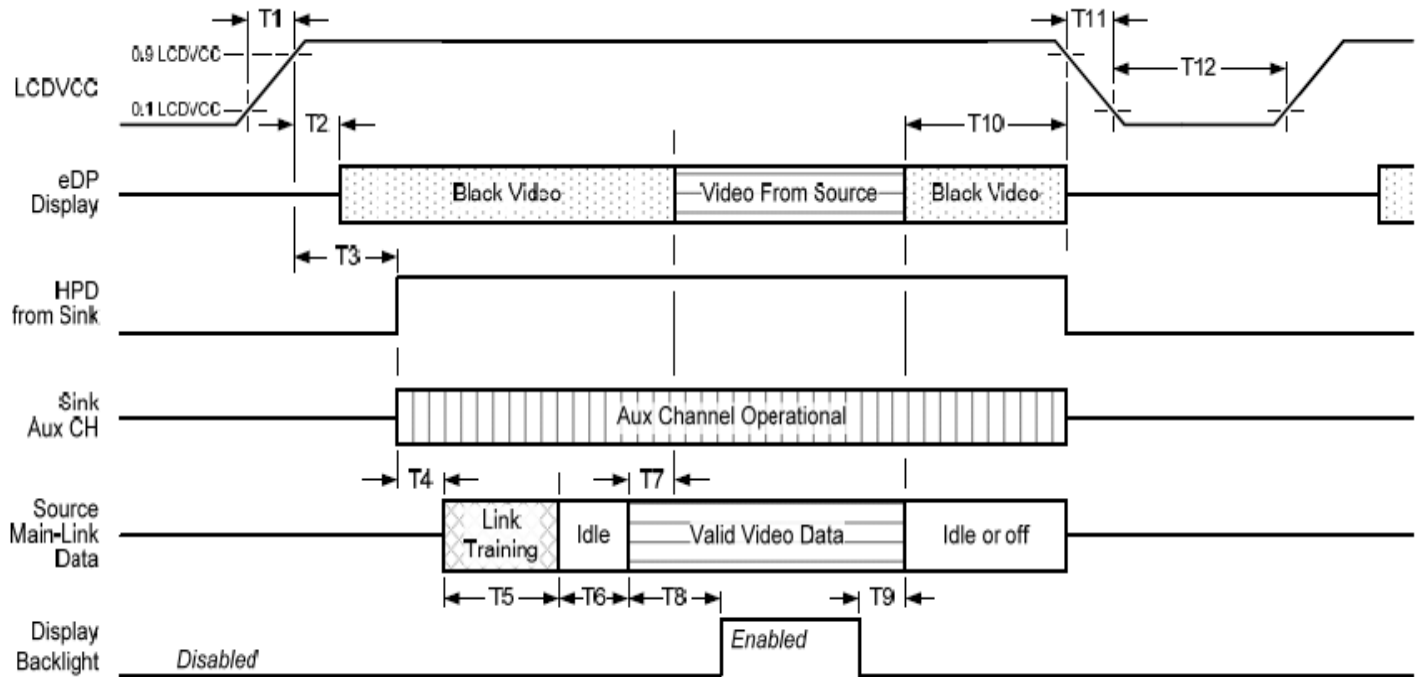 T1
T11
0.9 LCDVCC
LCDVCC
T12
0.1 LCDVCC
T2
T10
eDP
Display
Black Video
Video From Source
Black Video
T3
HPD
from Sink
Sink
Aux CH
Aux Channel Operational
T4
T7
Source
Main-Link
Data
Link
Training
Idle
Valid Video Data
Idle or off
T5
T6
T8
T9
Display
Backlight
Disabled
Enabled